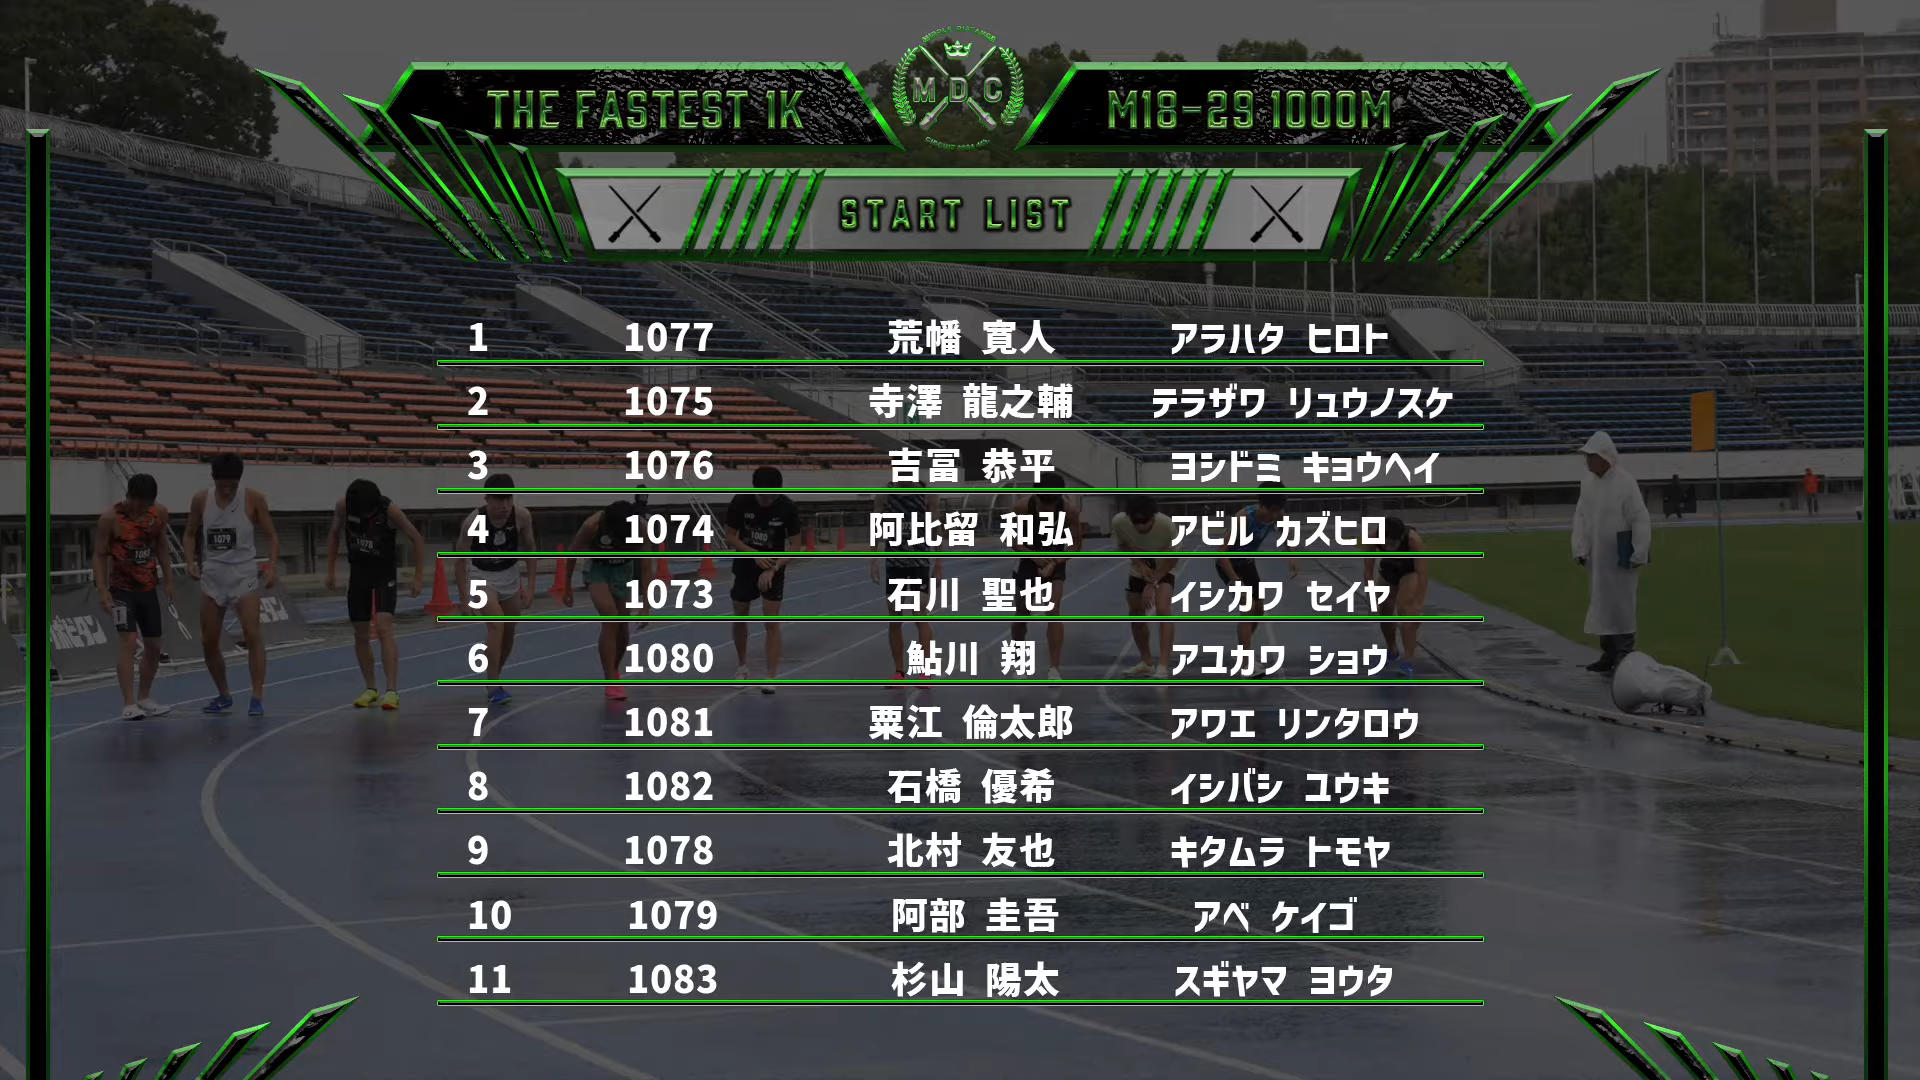 MIDDLE DISTANCE
THE FASTEST 1K
MDC
M18-29 1000M
START LIST
1 1077 荒幡 寛人 アラハタ ヒロト
2 1075 寺澤 龍之輔 テラザワ リュウノスケ
3 1076 吉冨 恭平 ヨシドミ キョウヘイ
4 1074 阿比留 和弘 アビル カズヒロ
5 1073 石川 聖也 イシカワ セイヤ
6 1080 鮎川 翔 アユカワ ショウ
7 1081 粟江 倫太郎 アワエ リンタロウ
8 1082 石橋 優希 イシバシ ユウキ
9 1078 北村 友也 キタムラ トモヤ
10 1079 阿部 圭吾 アベ ケイゴ
11 1083 杉山 陽太 スギヤマ ヨウタ
1079
1078
1080